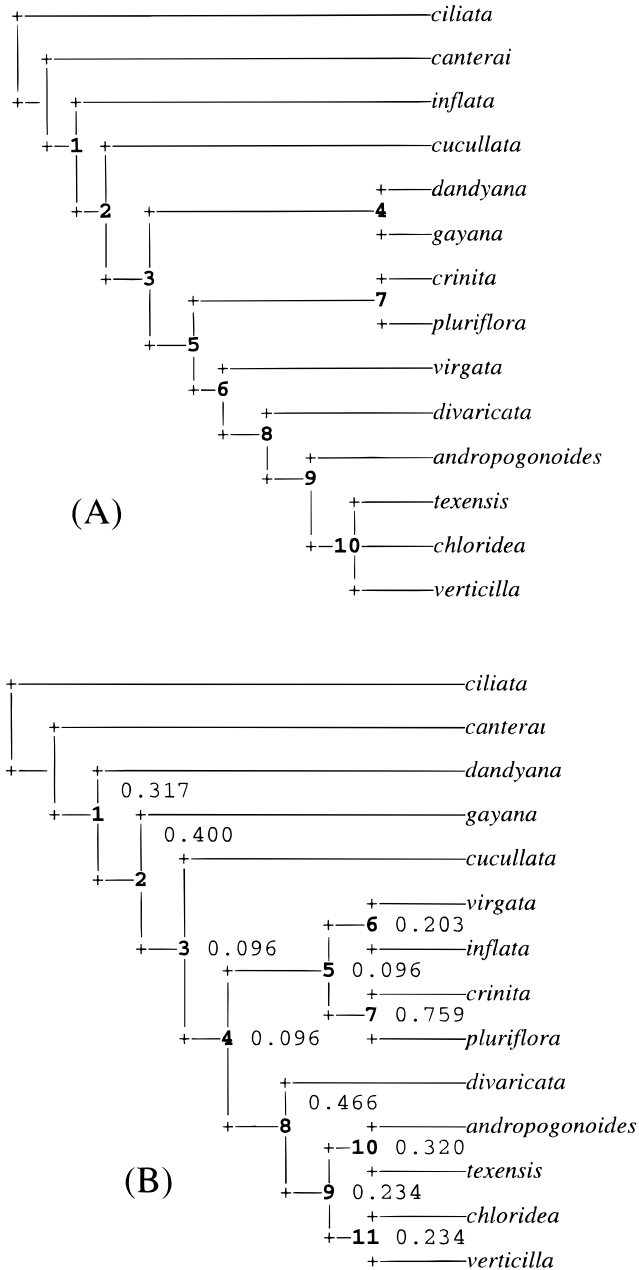 ciliata
canterai
inflata
1
cucullata
dandyana
2
4
gayana
3
crinita
7
pluriflora
5
virgata
6
divaricata
8
andropogonoides
9
texensis
(A)
10 chloridea
verticilla
ciliata
canterai
dandyana
0.317
1
gayana
0.400
cucullata
2
virgata
6 0.203
3 0.096
inflata
5 0.096
crinita
7 0.759
4 0.096
pluriflora
divaricata
0.466
8
andropogonoides
10 0.320
texensis
(B)
9 0.234
chloridea
11 0.234
verticilla